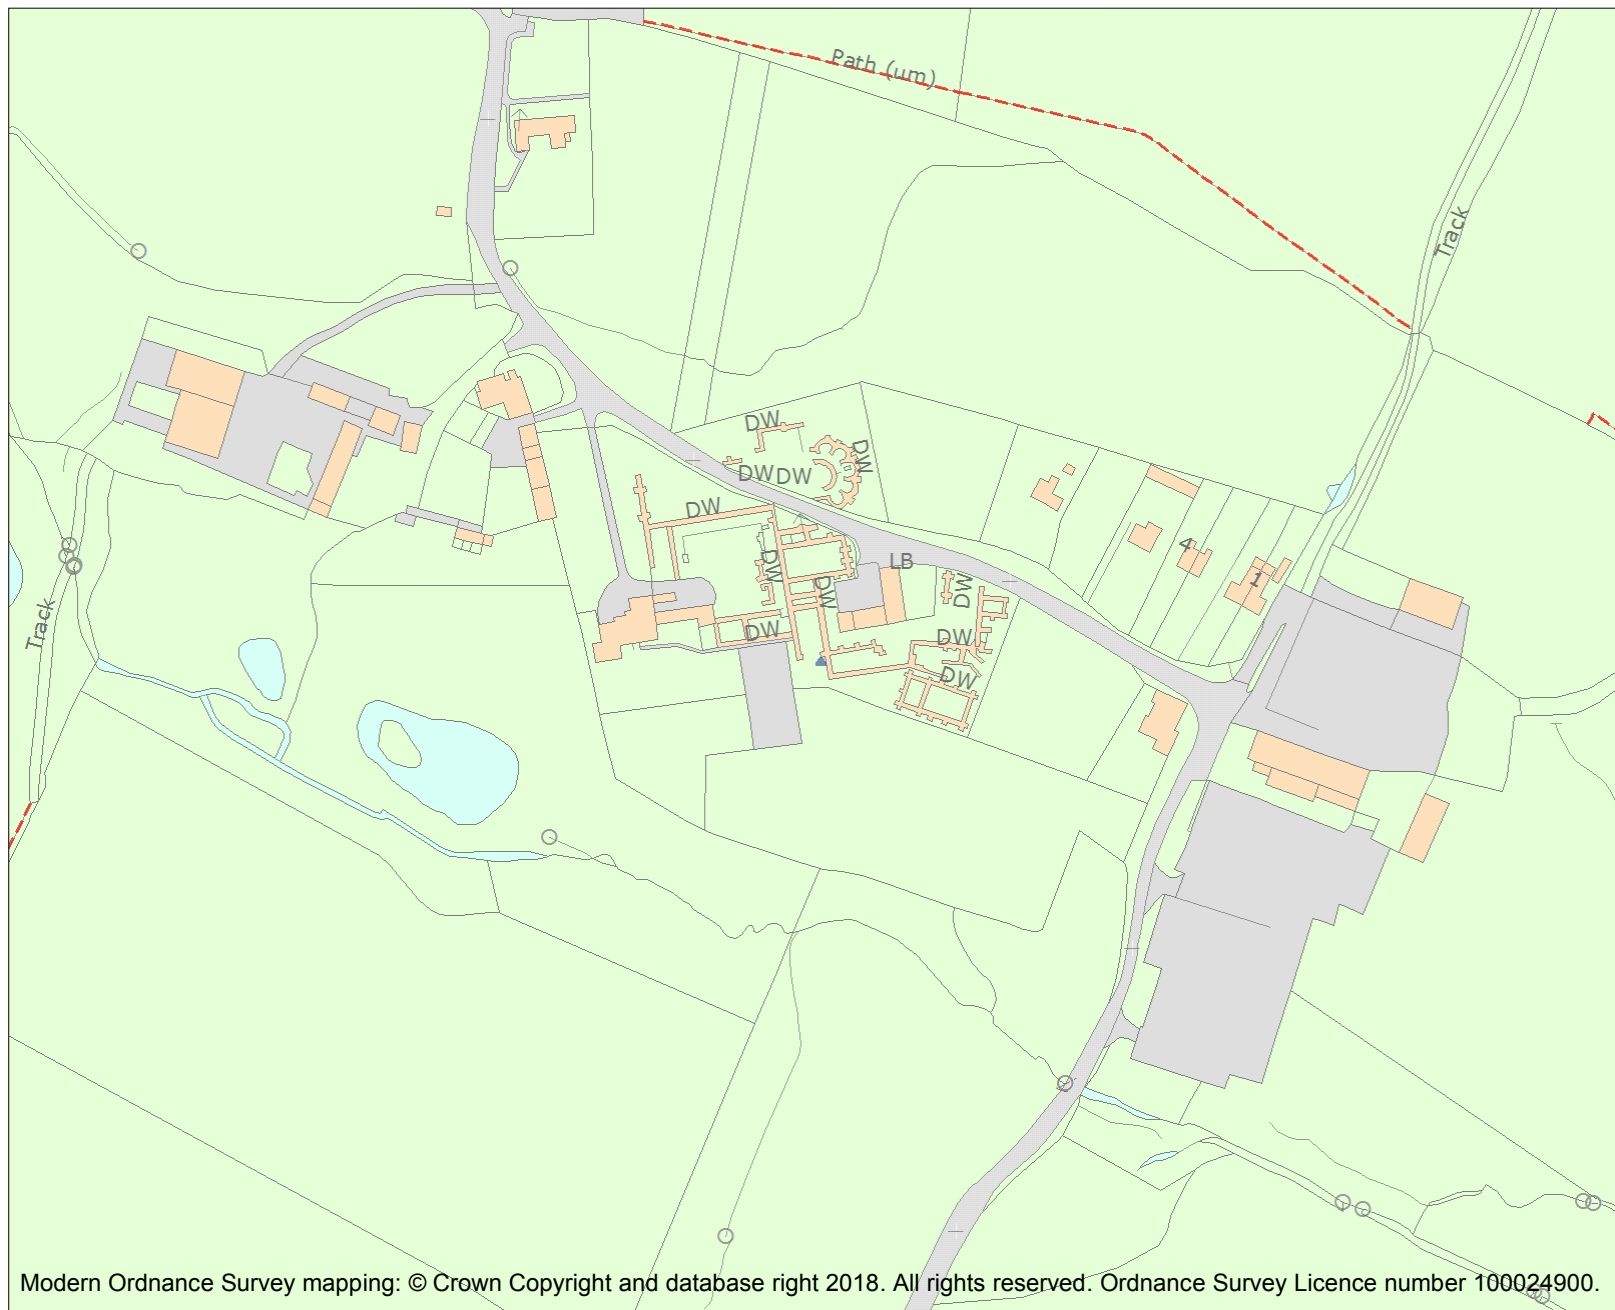 Path (um)
Track
DW
DW
DW
DW
DW
4
DW
LB
1
DW
DW
DW
Track
DW
DW
DW
Modern Ordnance Survey mapping: © Crown Copyright and database right 2018. All rights reserved. Ordnance Survey Licence number 100024900.